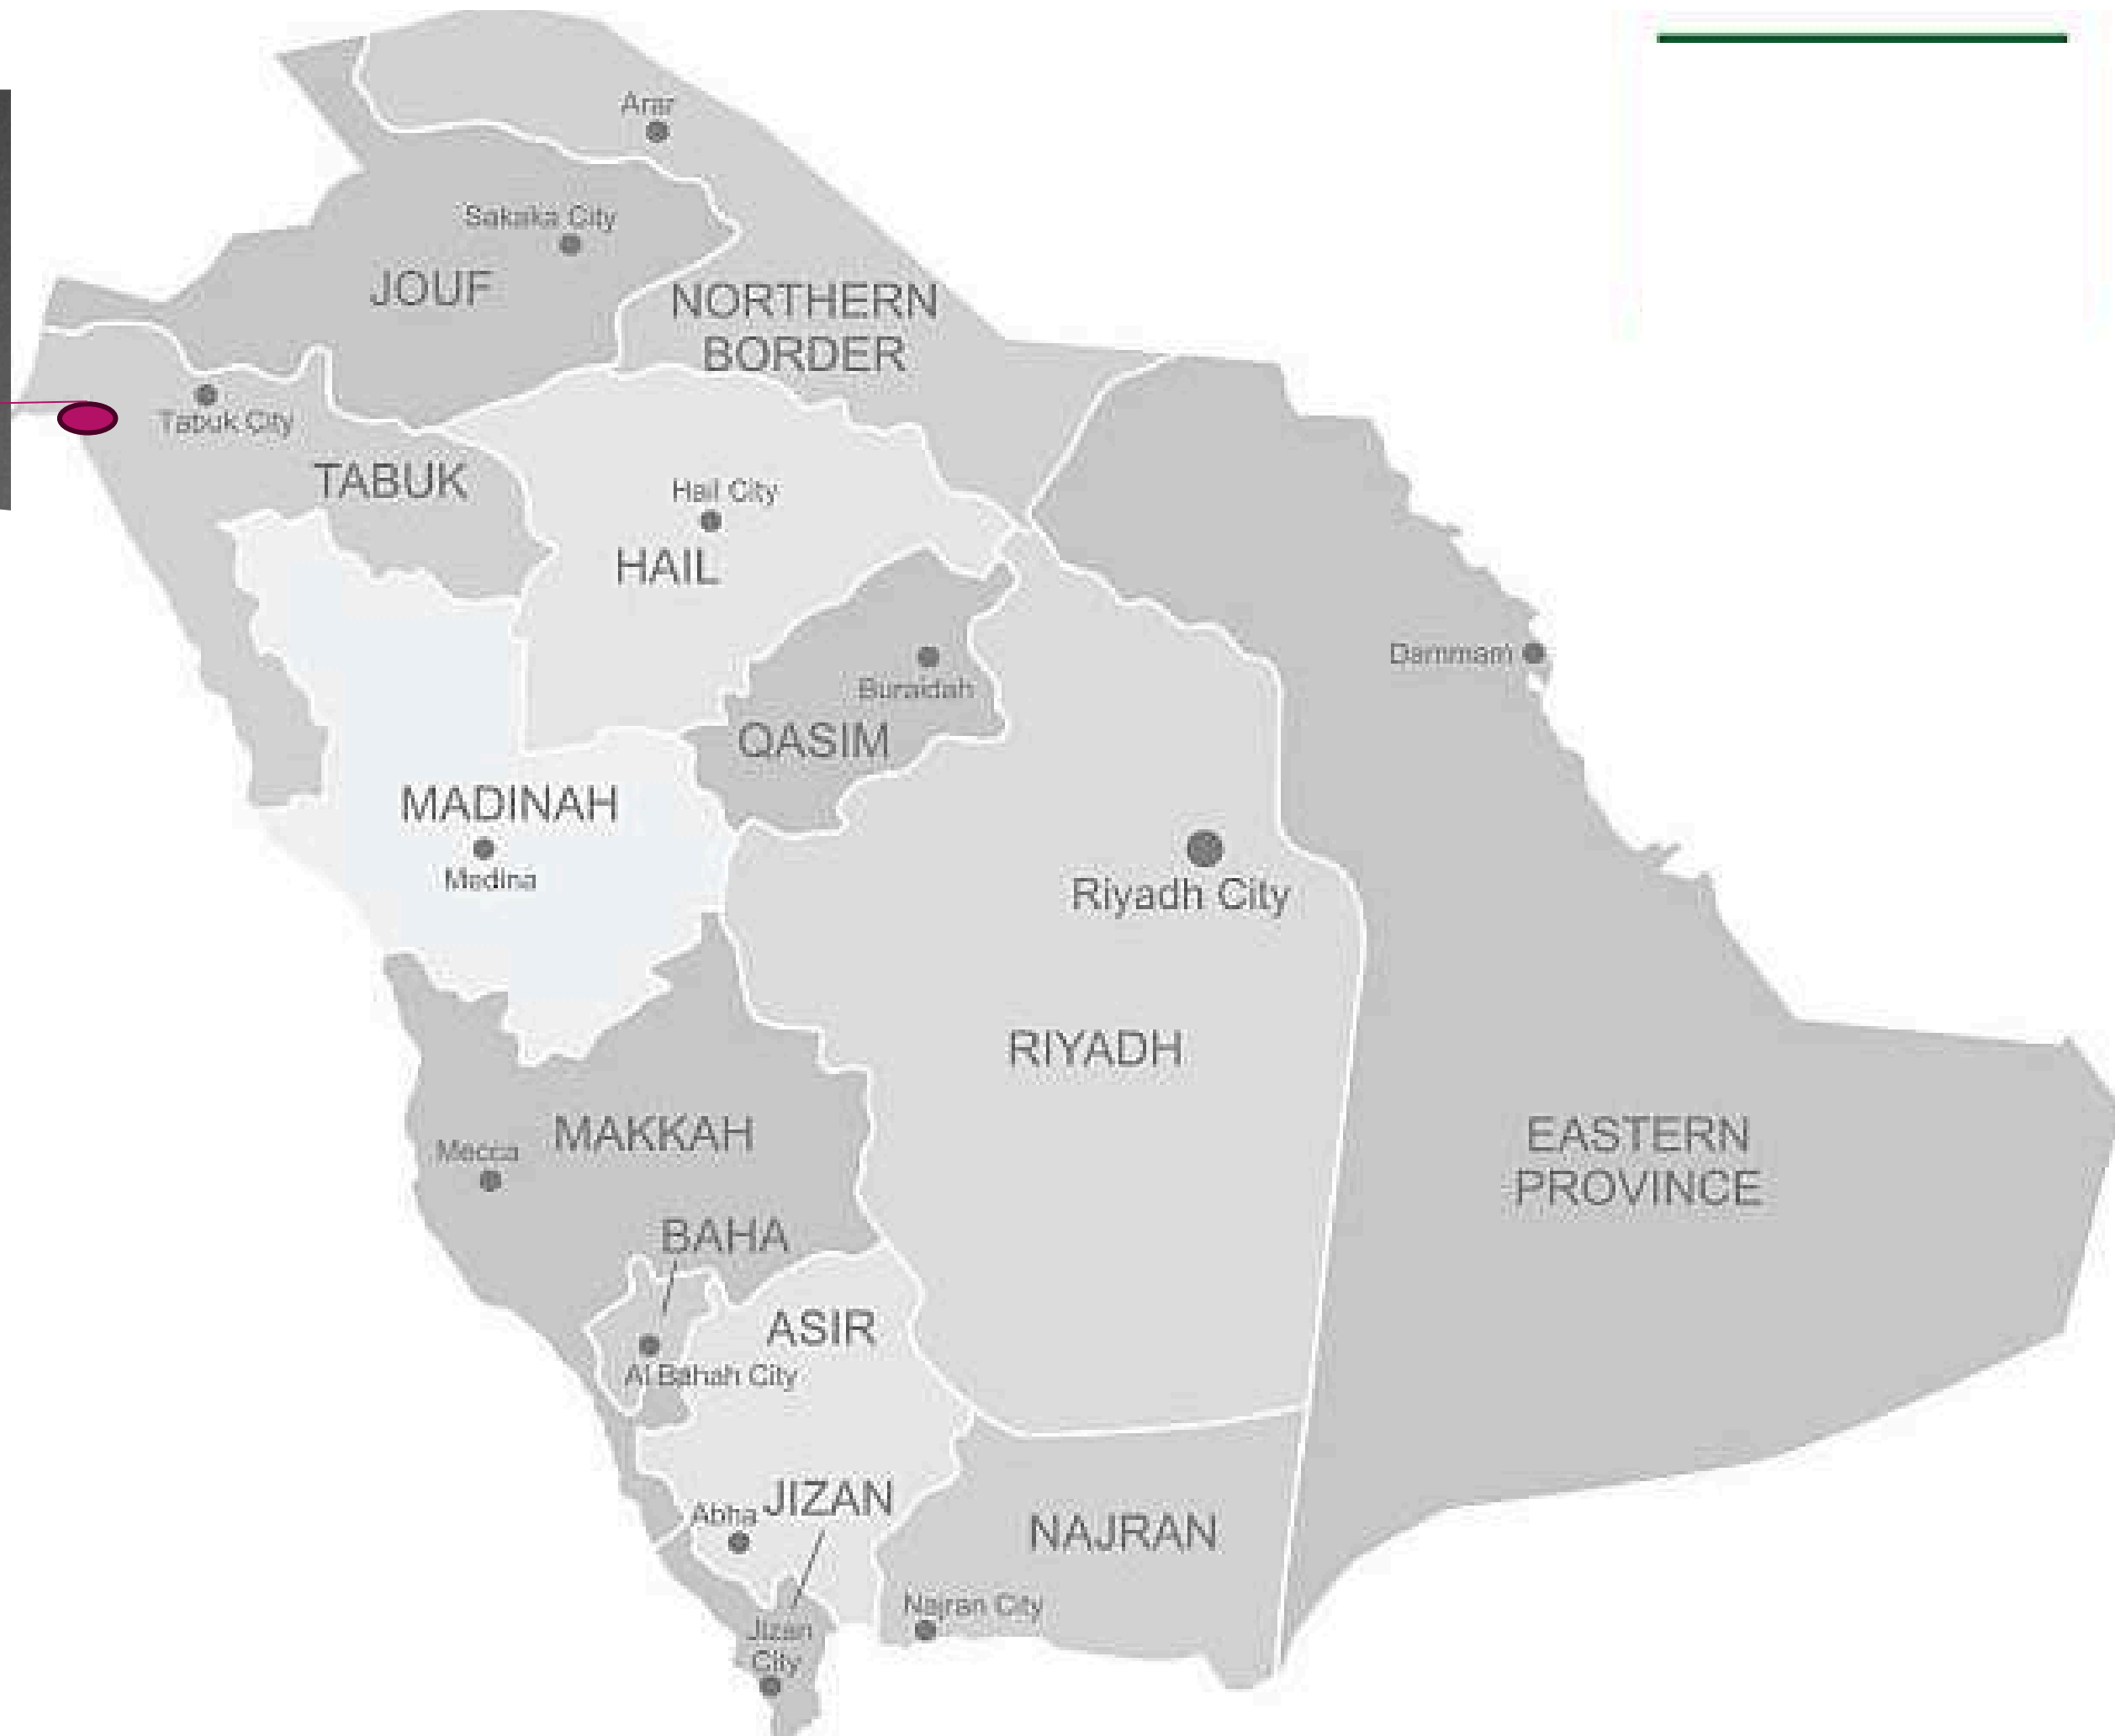 Arar
Sakaka City
JOUF
NORTHERN
BORDER
Tabuk City
TABUK
Hail City
HAIL
Dammam
Buraidah
QASIM
MADINAH
Medina
Riyadh City
RIYADH
MAKKAH
Mecca
EASTERN
PROVINCE
BAHA
ASIR
Al Bahah City
JIZAN
Abha
NAJRAN
Najran City
Jizan
City